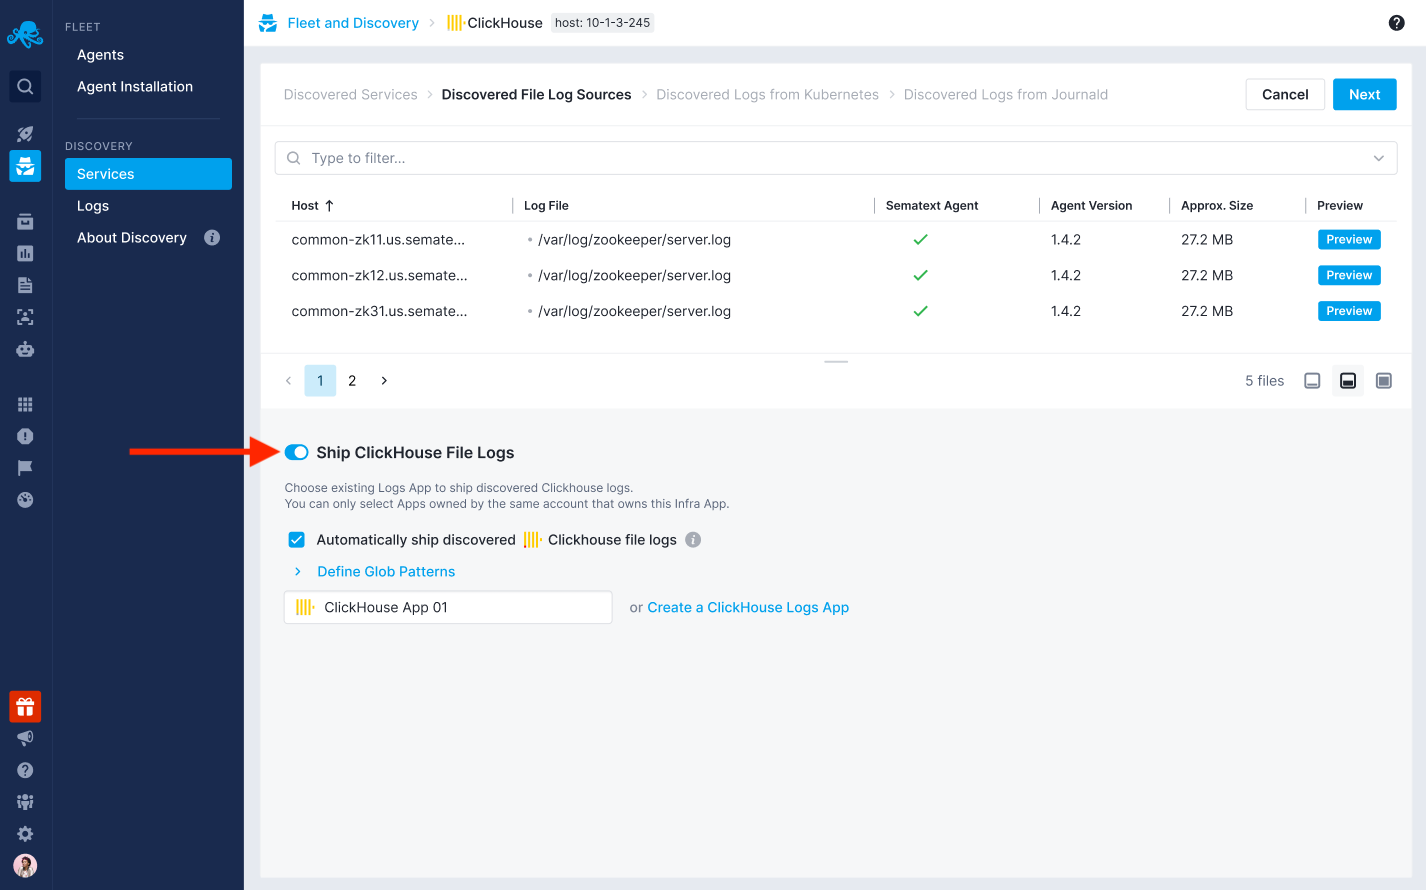 FLEET
Agents
Agent Installation
DISCOVERY
Services
Logs
About Discovery
Fleet and Discovery
ClickHouse host: 10-1-3-245
Discovered Services
Discovered File Log Sources
Discovered Logs from Kubernetes
Discovered Logs from Journald
Cancel
Next
Type to filter...
Host ↑ Log File Sematext Agent Agent Version Approx. Size Preview
common-zk11.us.semate... • /var/log/zookeeper/server.log 1.4.2 27.2 MB Preview
common-zk12.us.semate... • /var/log/zookeeper/server.log 1.4.2 27.2 MB Preview
common-zk31.us.semate... • /var/log/zookeeper/server.log 1.4.2 27.2 MB Preview
1 2
5 files
Ship ClickHouse File Logs
Choose existing Logs App to ship discovered Clickhouse logs.
You can only select Apps owned by the same account that owns this Infra App.
Automatically ship discovered Clickhouse file logs
Define Glob Patterns
ClickHouse App 01
or Create a ClickHouse Logs App